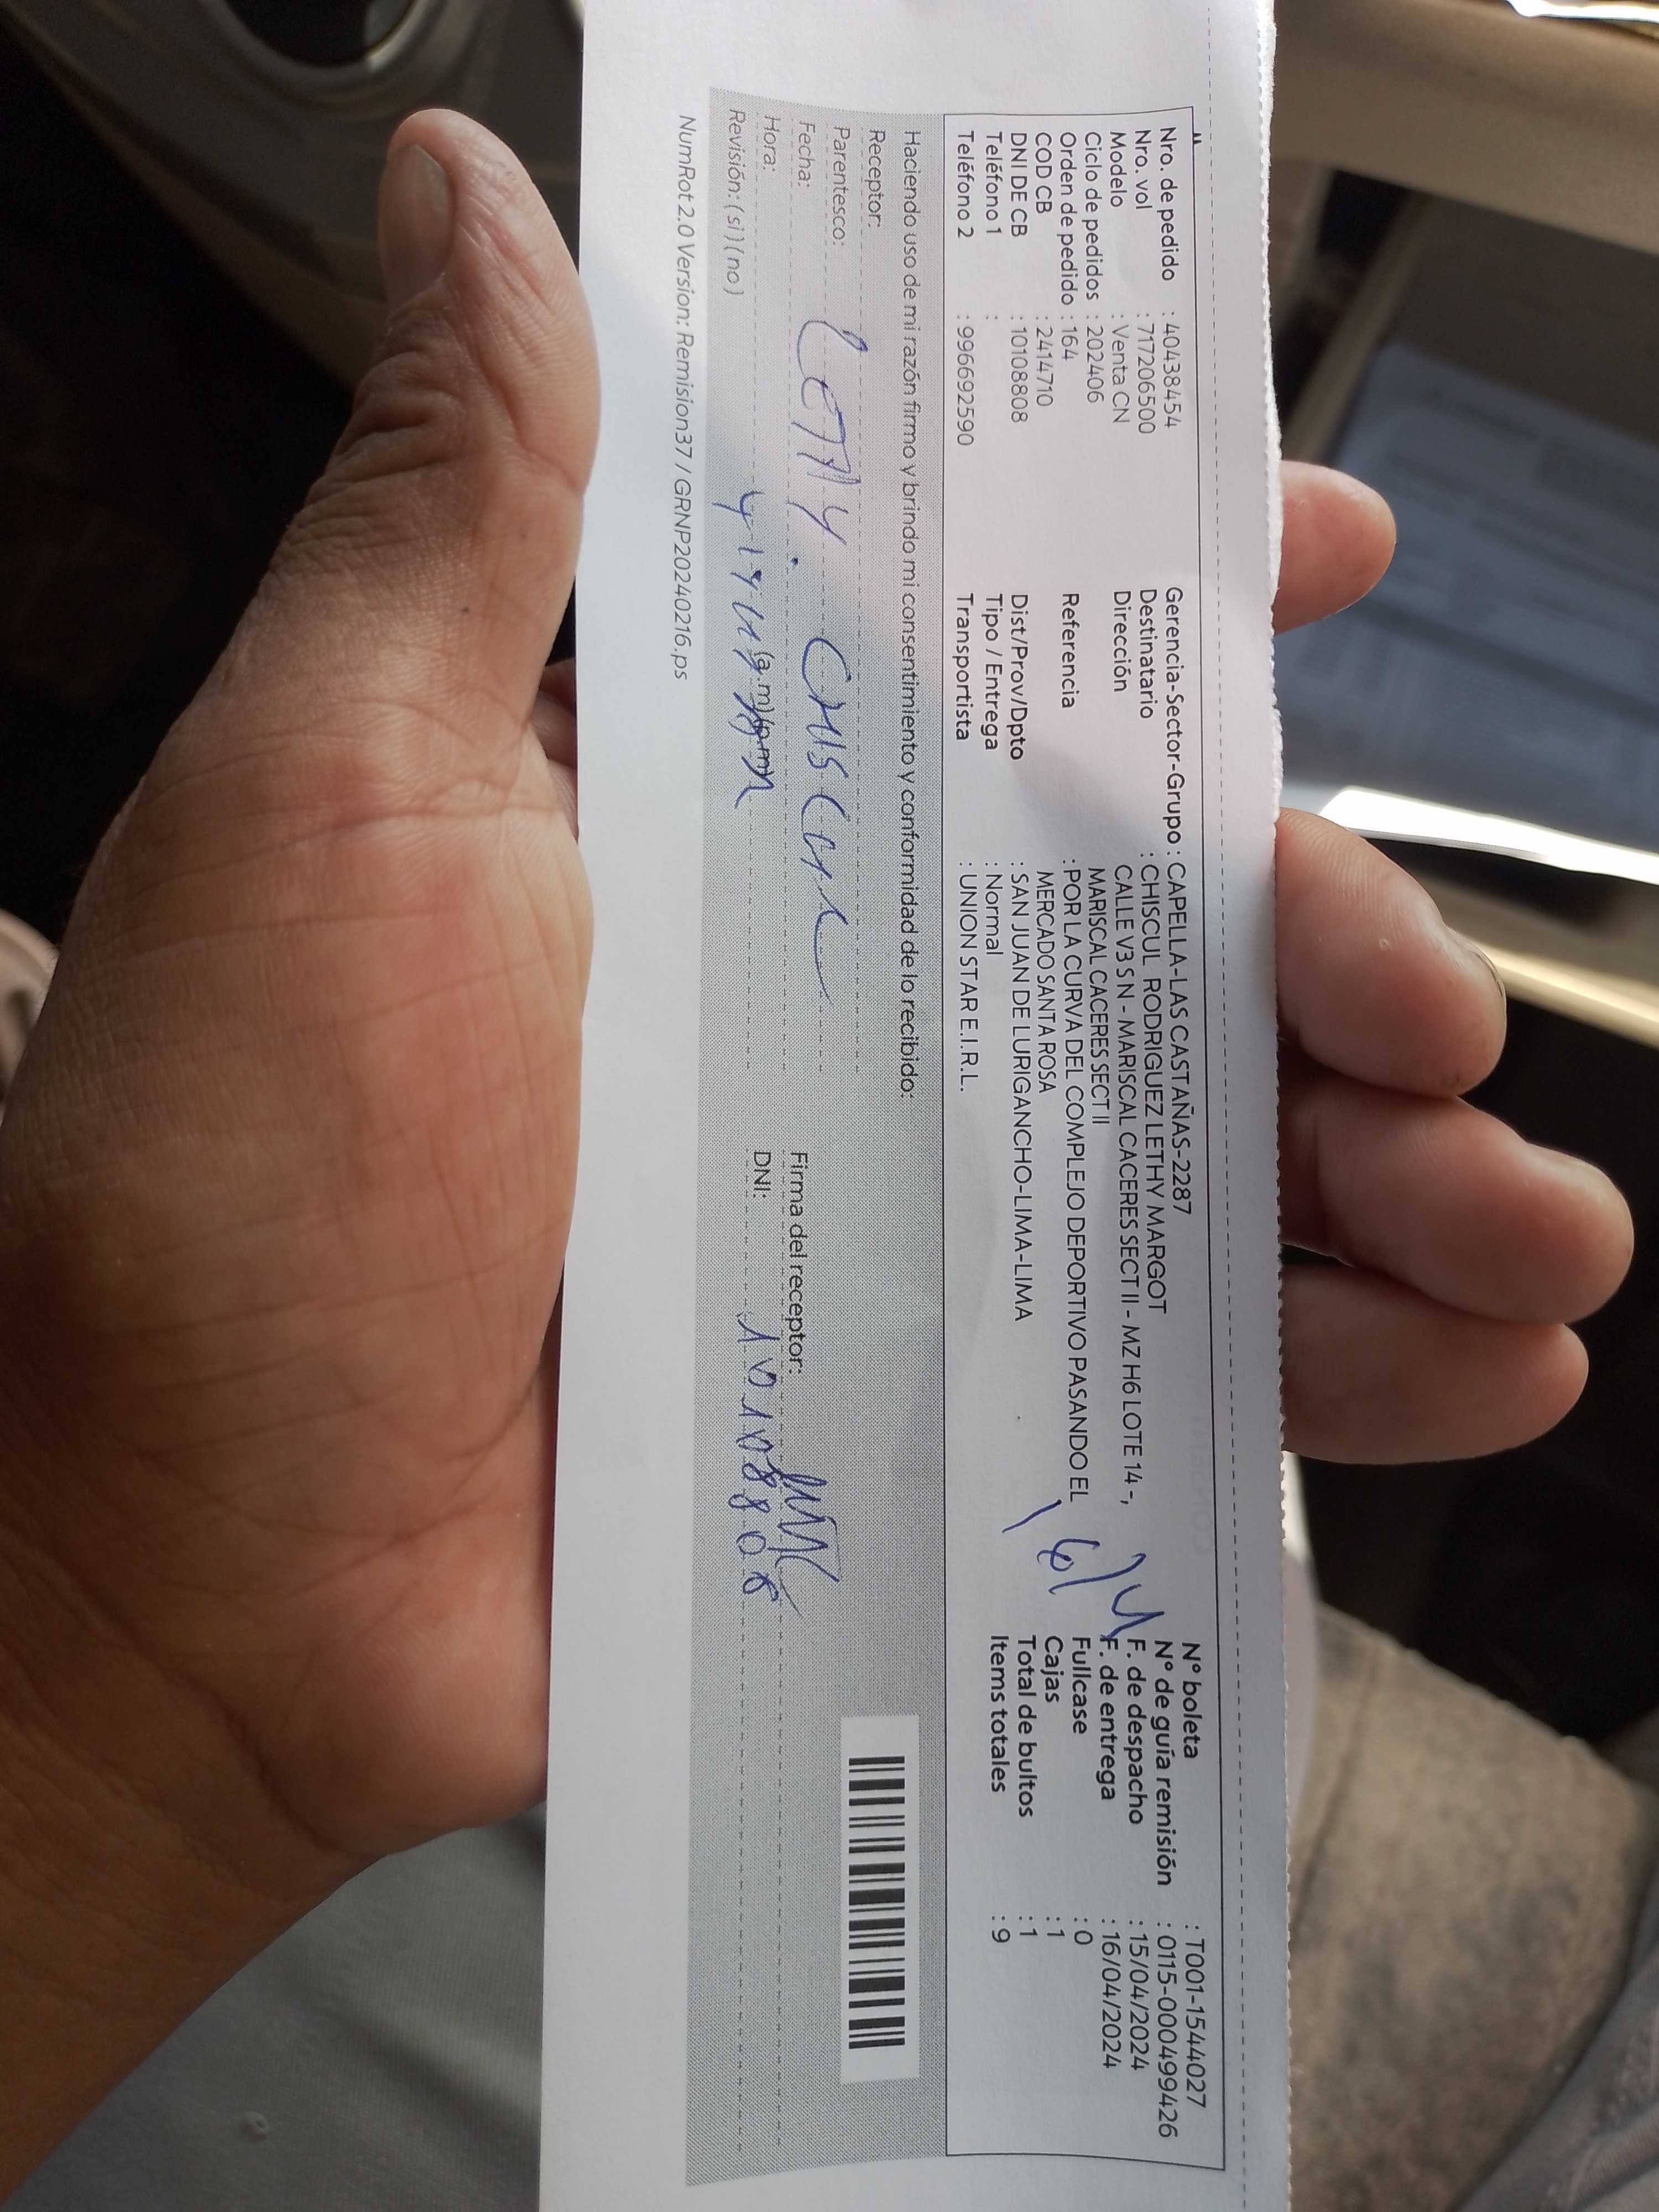 Nro. de pedido : 40438454
Nro. vol : 717206500
Modelo : Venta CN
Ciclo de pedidos : 202406
Orden de pedido : 164
COD CB : 2414710
DNI DE CB : 10108808
Teléfono 1 :
Teléfono 2 : 996692590
Gerencia-Sector-Grupo : CAPELLA-LAS CASTAÑAS-2287
Destinatario : CHISCUL RODRIGUEZ LETHY MARGOT
Dirección CALLE V3 S N - MARISCAL CACERES SECT II - MZ H6 LOTE 14 -,
MARISCAL CACERES SECT II
Referencia : POR LA CURVA DEL COMPLEJO DEPORTIVO PASANDO EL
MERCADO SANTA ROSA
Dist/Prov/Dpto : SAN JUAN DE LURIGANCHO-LIMA-LIMA
Tipo / Entrega : Normal
Transportista : UNION STAR E.I.R.L.
N° boleta : T001-1544027
N° de guía remisión : 0115-000499426
F. de despacho : 15/04/2024
F. de entrega : 16/04/2024
Fullcase : 0
Cajas : 1
Total de bultos : 1
Items totales : 9
Haciendo uso de mi razón firmo y brindo mi consentimiento y conformidad de lo recibido:
Receptor:
Parentesco:
Fecha:
Hora: (a.m)(p.m)
Revisión: (si) (no)
Firma del receptor:
DNI: 10108806
NumRot 2.0 Version: Remision37 / GRNP20240216.ps